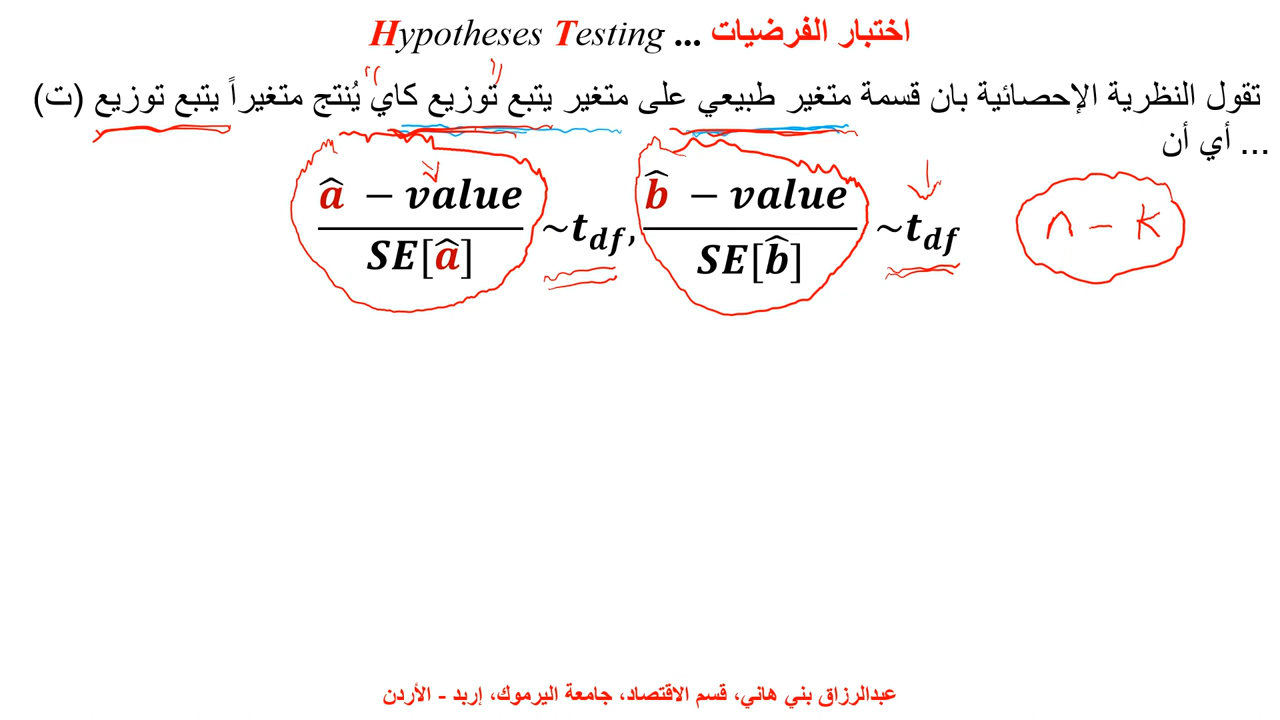 اختبار الفرضيات ... Hypotheses Testing
تقول النظرية الإحصائية بان قسمة متغير طبيعي على متغير يتبع توزيع كاي يُنتج متغيراً يتبع توزيع (ت)
... أي أن
(â − value) / SE[â] ~t_df, (b̂ − value) / SE[b̂] ~t_df
n − k
عبدالرزاق بني هاني، قسم الاقتصاد، جامعة اليرموك، إربد - الأردن